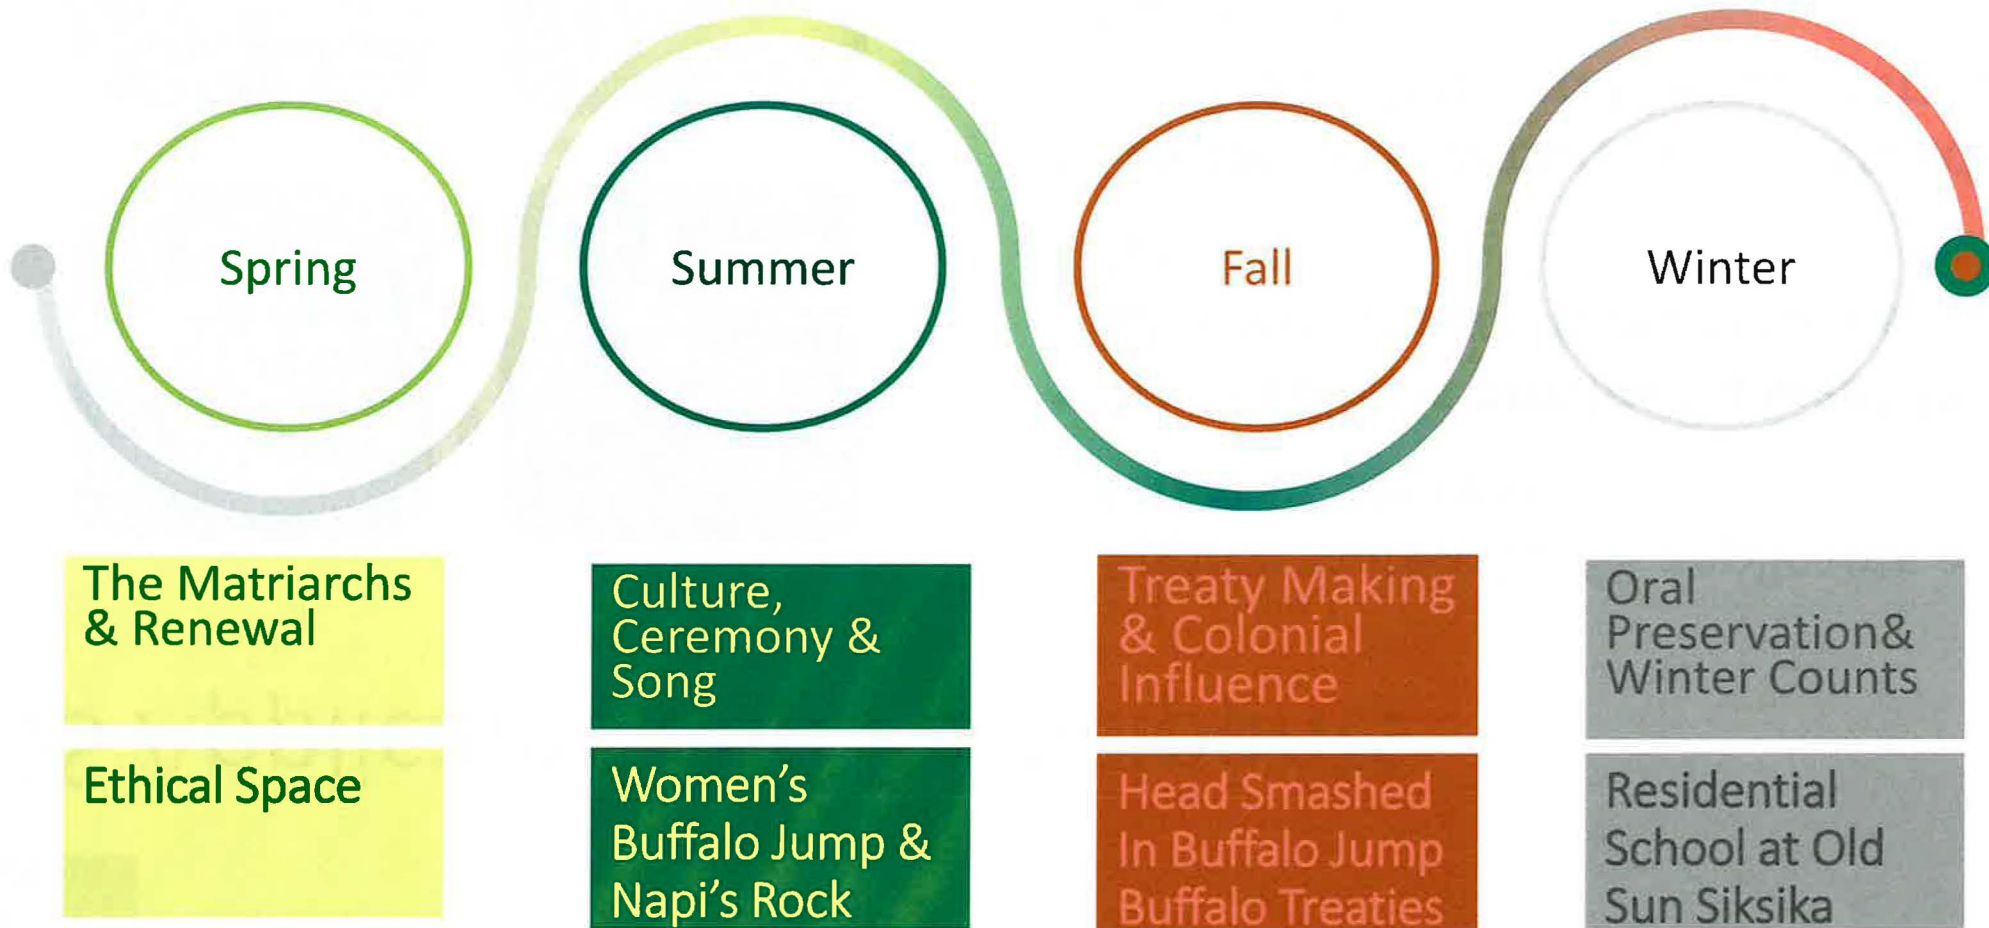 Spring
Summer
Fall
Winter
The Matriarchs
& Renewal
Culture,
Ceremony &
Song
Treaty Making
& Colonial
Influence
Oral
Preservation&
Winter Counts
Ethical Space
Women's
Buffalo Jump &
Napi's Rock
Head Smashed
In Buffalo Jump
Buffalo Treaties
Residential
School at Old
Sun Siksika